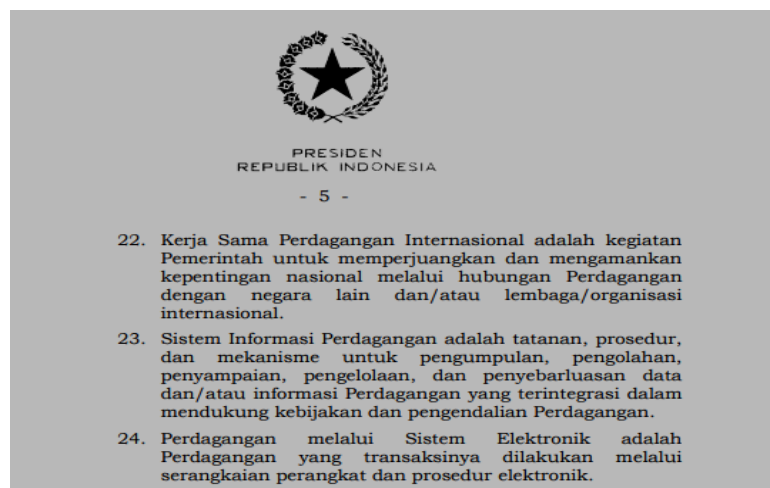 PRESIDEN
REPUBLIK INDONESIA
- 5 -
22. Kerja Sama Perdagangan Internasional adalah kegiatan
Pemerintah untuk memperjuangkan dan mengamankan
kepentingan nasional melalui hubungan Perdagangan
dengan negara lain dan/atau lembaga/organisasi
internasional.
23. Sistem Informasi Perdagangan adalah tatanan, prosedur,
dan mekanisme untuk pengumpulan, pengolahan,
penyampaian, pengelolaan, dan penyebarluasan data
dan/atau informasi Perdagangan yang terintegrasi dalam
mendukung kebijakan dan pengendalian Perdagangan.
24. Perdagangan melalui Sistem Elektronik adalah
Perdagangan yang transaksinya dilakukan melalui
serangkaian perangkat dan prosedur elektronik.